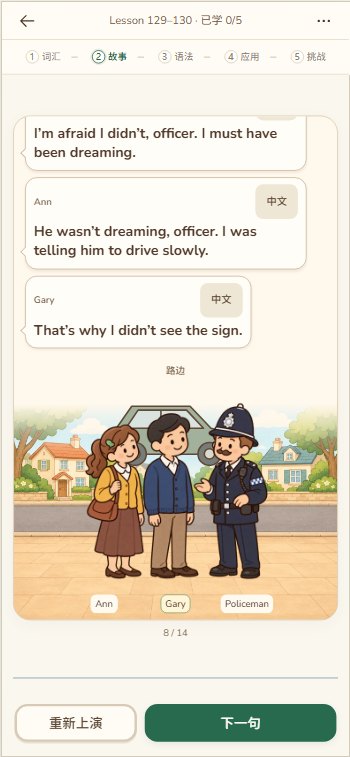 Lesson 129–130 · 已学 0/5
1 词汇 – 2 故事 – 3 语法 – 4 应用 – 5 挑战
I'm afraid I didn't, officer. I must have
been dreaming.
Ann
中文
He wasn't dreaming, officer. I was
telling him to drive slowly.
Gary
中文
That's why I didn't see the sign.
路边
Ann
Gary
Policeman
8 / 14
重新上演
下一句